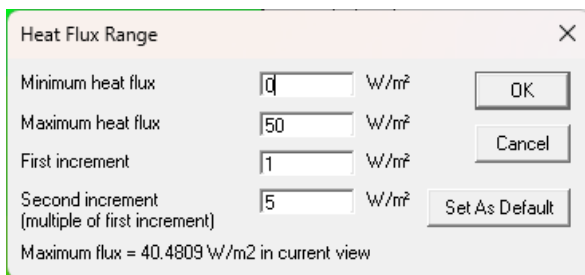 Heat Flux Range
Minimum heat flux 0 W/m²
OK
Maximum heat flux 50 W/m²
Cancel
First increment 1 W/m²
Second increment
(multiple of first increment) 5 W/m²
Set As Default
Maximum flux = 40.4809 W/m2 in current view